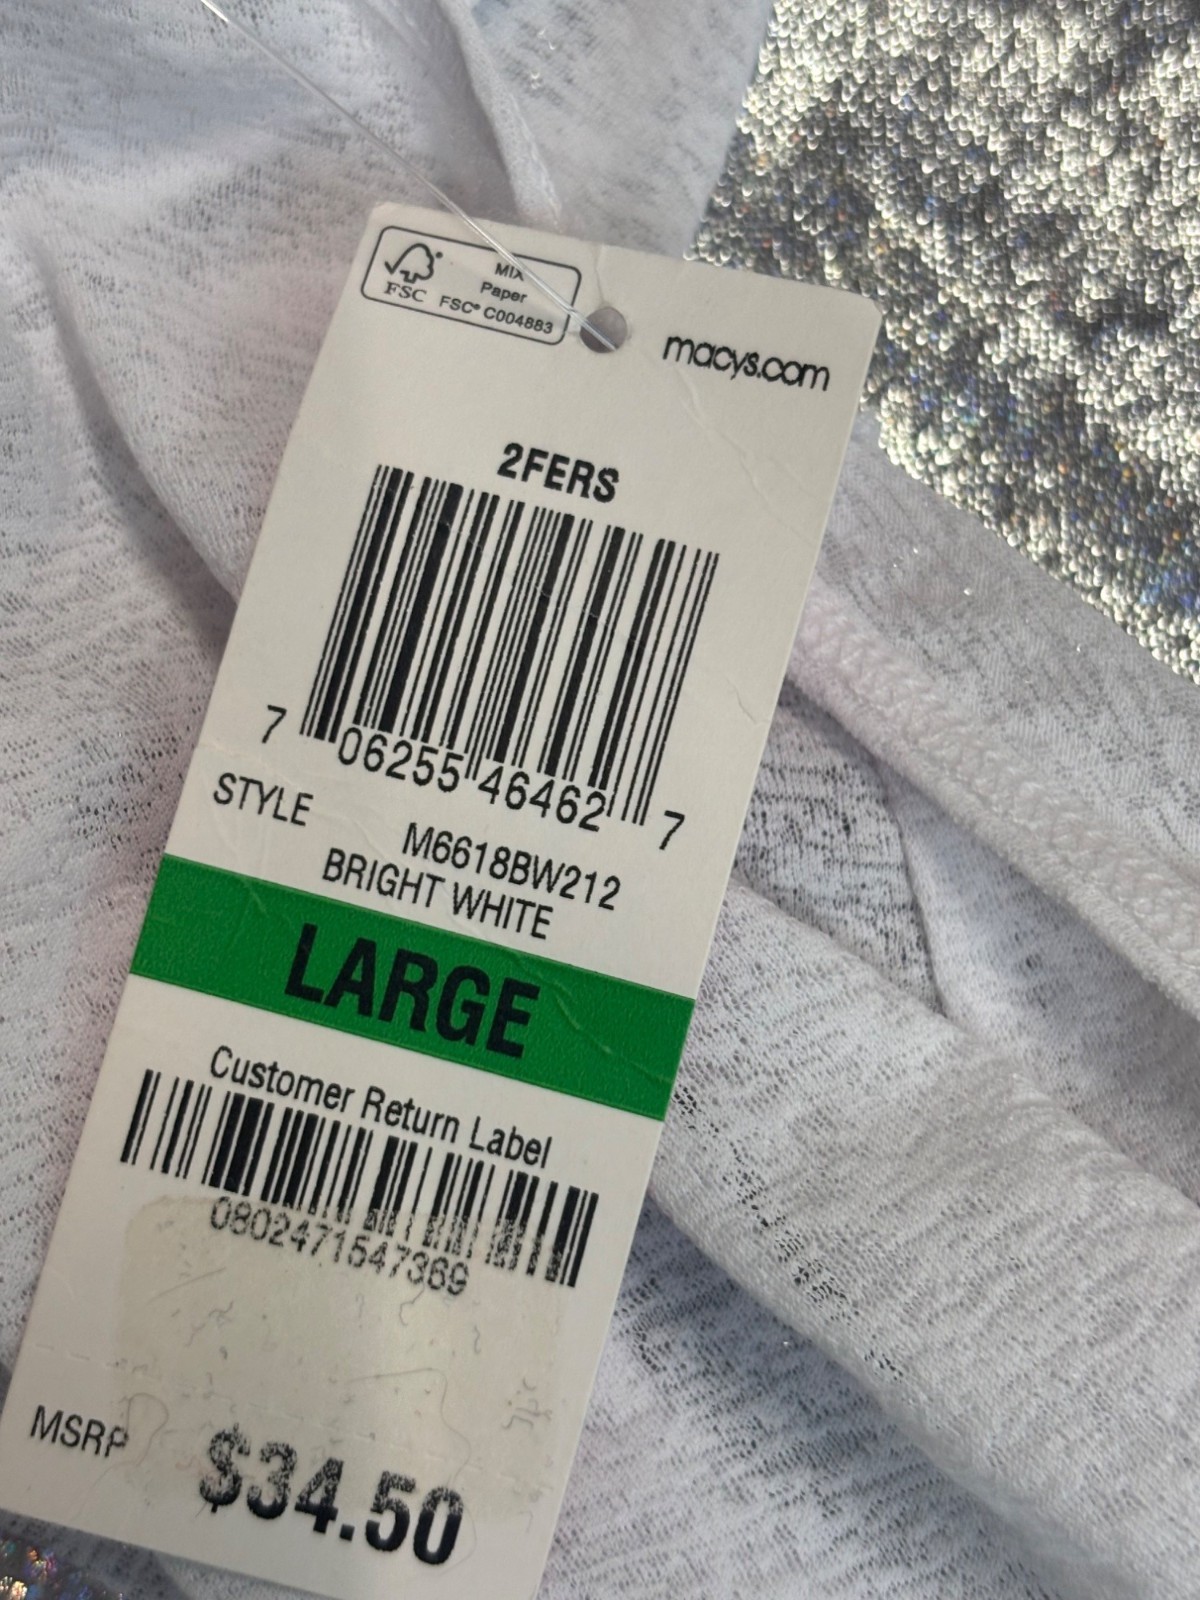 FSC
MIX
Paper
FSC® C004883
macys.com
2FERS
7 06255 46462 7
STYLE M6618BW212
BRIGHT WHITE
LARGE
Customer Return Label
0802471547369
MSRP $34.50